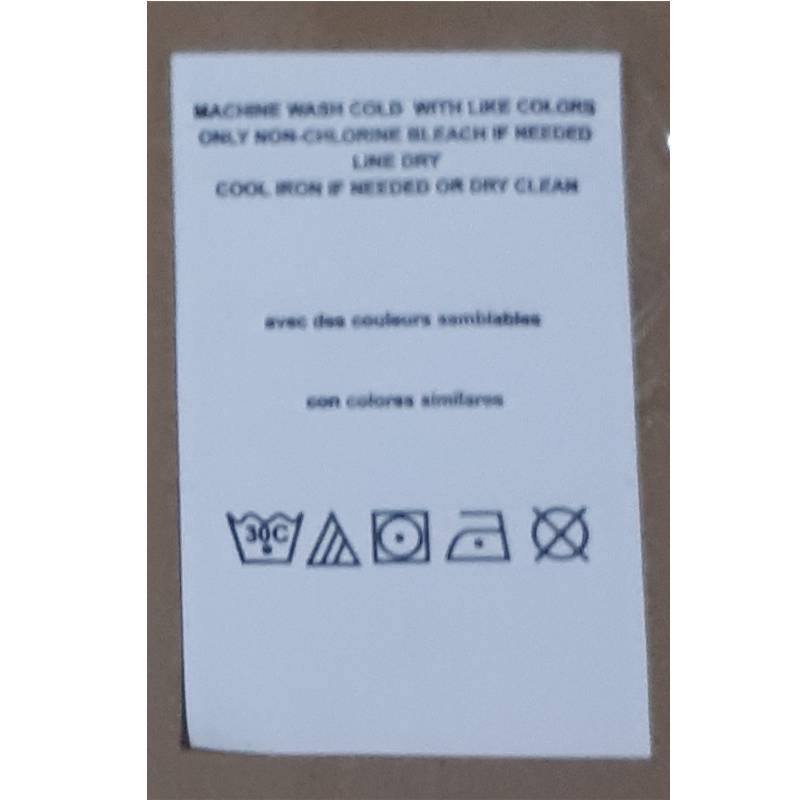 MACHINE WASH COLD WITH LIKE COLORS
ONLY NON-CHLORINE BLEACH IF NEEDED
LINE DRY
COOL IRON IF NEEDED OR DRY CLEAN
avec des couleurs semblables
con colores similares
30C